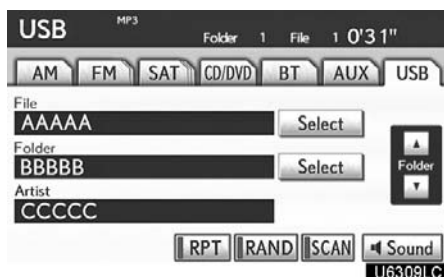 USB MP3 Folder 1 File 1 0'31"
AM FM SAT CD/DVD BT AUX USB
File
AAAAA Select
Folder
BBBBB Select
Folder
Artist
CCCCC
RPT RAND SCAN Sound
U6309LC